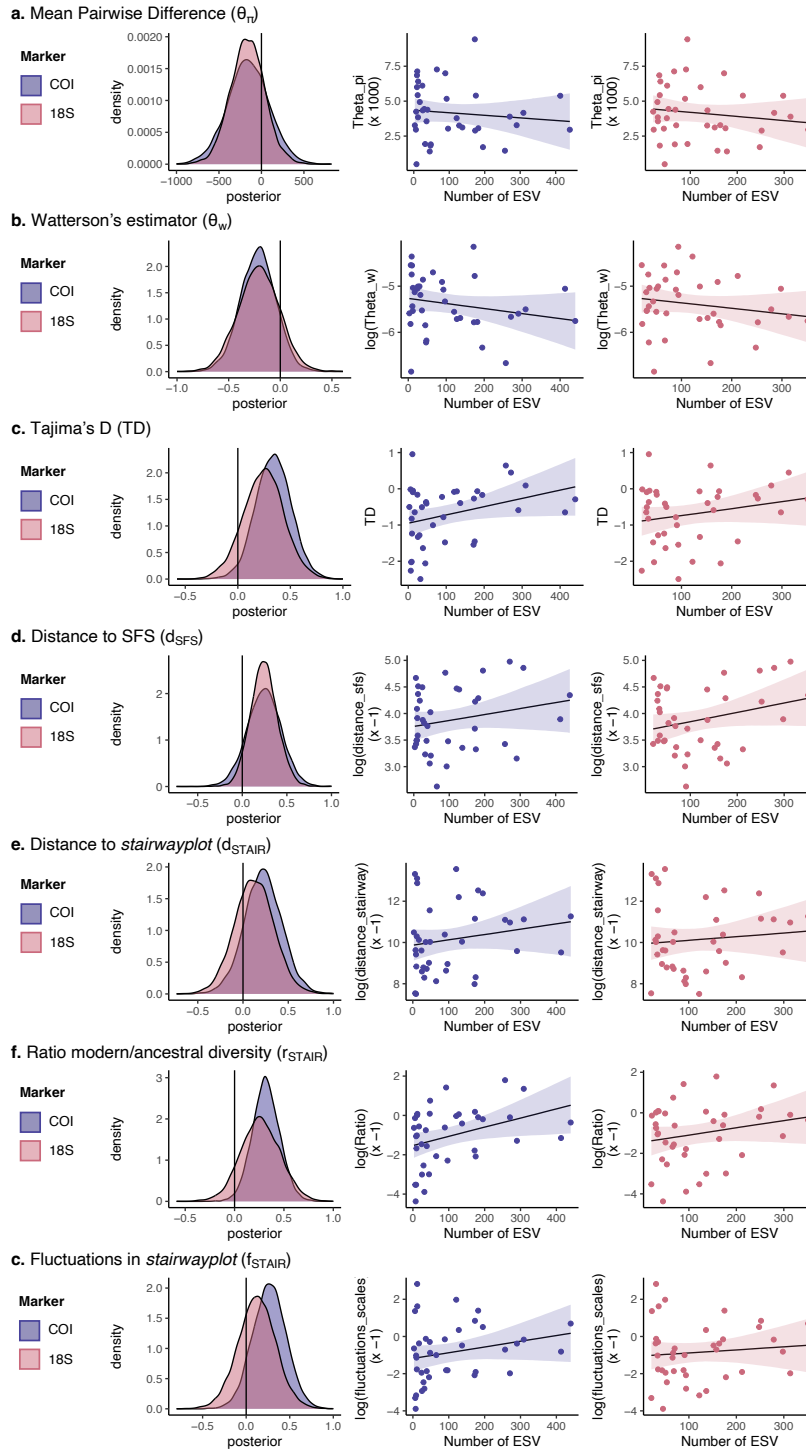 a. Mean Pairwise Difference (θπ)
Marker
COI
18S
density
0.0020
0.0015
0.0010
0.0005
0.0000
-1000 -500 0 500
posterior
Theta_pi
(x 1000)
7.5
5.0
2.5
0 100 200 300 400
Number of ESV
Theta_pi
(x 1000)
7.5
5.0
2.5
100 200 300
Number of ESV
b. Watterson's estimator (θw)
Marker
COI
18S
density
2.0
1.5
1.0
0.5
0.0
-1.0 -0.5 0.0 0.5
posterior
log(Theta_w)
-5
-6
0 100 200 300 400
Number of ESV
log(Theta_w)
-5
-6
100 200 300
Number of ESV
c. Tajima's D (TD)
Marker
COI
18S
density
2.0
1.5
1.0
0.5
0.0
-0.5 0.0 0.5 1.0
posterior
TD
1
0
-1
-2
0 100 200 300 400
Number of ESV
TD
1
0
-1
-2
100 200 300
Number of ESV
d. Distance to SFS (dSFS)
Marker
COI
18S
density
2
1
0
-0.5 0.0 0.5 1.0
posterior
log(distance_sfs)
(x −1)
5.0
4.5
4.0
3.5
3.0
0 100 200 300 400
Number of ESV
log(distance_sfs)
(x −1)
5.0
4.5
4.0
3.5
3.0
100 200 300
Number of ESV
e. Distance to stairwayplot (dSTAIR)
Marker
COI
18S
density
2.0
1.5
1.0
0.5
0.0
-0.5 0.0 0.5 1.0
posterior
log(distance_stairway)
(x −1)
12
10
8
0 100 200 300 400
Number of ESV
log(distance_stairway)
(x −1)
12
10
8
100 200 300
Number of ESV
f. Ratio modern/ancestral diversity (rSTAIR)
Marker
COI
18S
density
3
2
1
0
-0.5 0.0 0.5 1.0
posterior
log(Ratio)
(x −1)
2
0
-2
-4
0 100 200 300 400
Number of ESV
log(Ratio)
(x −1)
2
0
-2
-4
100 200 300
Number of ESV
c. Fluctuations in stairwayplot (fSTAIR)
Marker
COI
18S
density
2.0
1.5
1.0
0.5
0.0
-0.5 0.0 0.5 1.0
posterior
log(fluctuations_scales)
(x −1)
2
0
-2
-4
0 100 200 300 400
Number of ESV
log(fluctuations_scales)
(x −1)
2
0
-2
-4
100 200 300
Number of ESV